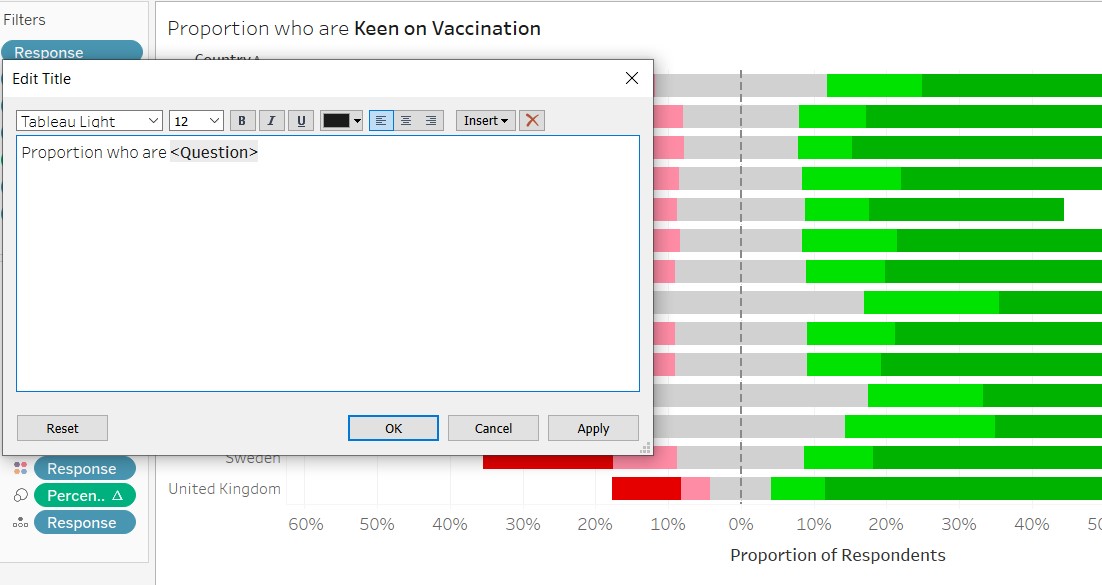 Filters
Response
Proportion who are Keen on Vaccination
Country
Edit Title
Tableau Light
12
B
I
U
Insert
Proportion who are <Question>
Reset
OK
Cancel
Apply
Response
Percen.. Δ
Response
Sweden
United Kingdom
60% 50% 40% 30% 20% 10% 0% 10% 20% 30% 40% 50
Proportion of Respondents